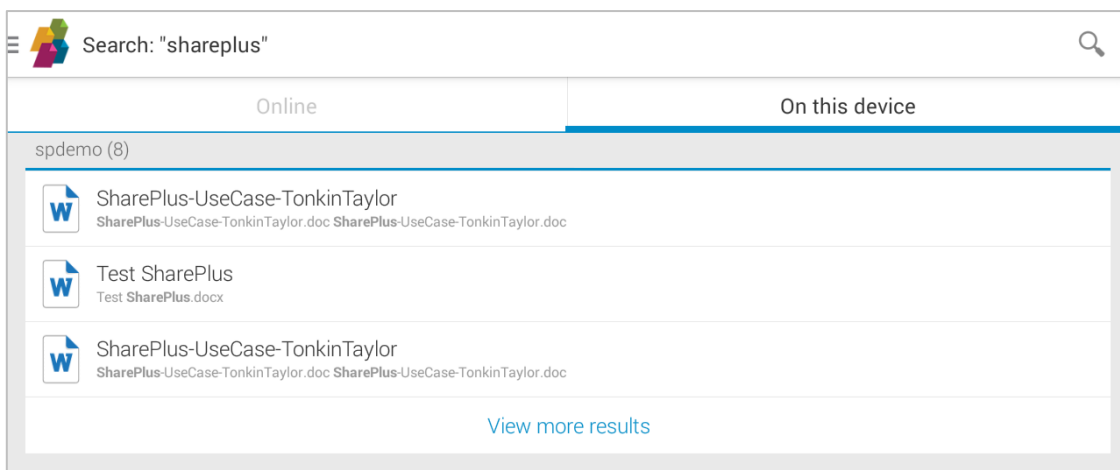 Search: "shareplus"
Online
On this device
spdemo (8)
SharePlus-UseCase-TonkinTaylor
SharePlus-UseCase-TonkinTaylor.doc SharePlus-UseCase-TonkinTaylor.doc
Test SharePlus
Test SharePlus.docx
SharePlus-UseCase-TonkinTaylor
SharePlus-UseCase-TonkinTaylor.doc SharePlus-UseCase-TonkinTaylor.doc
View more results